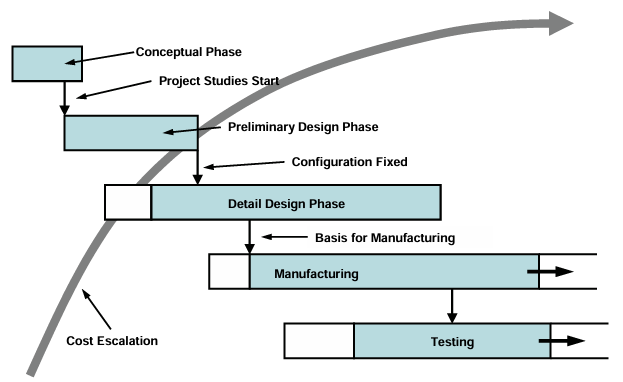 Conceptual Phase
Project Studies Start
Preliminary Design Phase
Configuration Fixed
Detail Design Phase
Basis for Manufacturing
Manufacturing
Cost Escalation
Testing